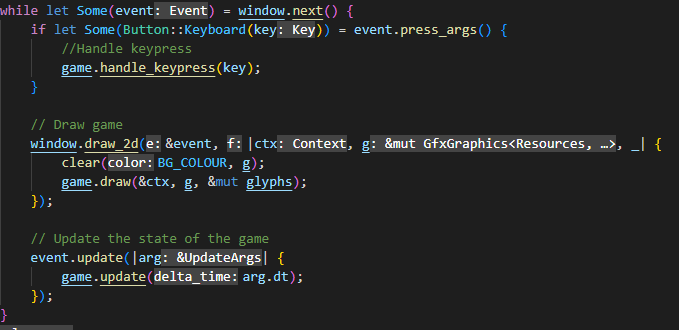 while let Some(event: Event) = window.next() {
if let Some(Button::Keyboard(key: Key)) = event.press_args() {
//Handle keypress
game.handle_keypress(key);
}
// Draw game
window.draw_2d(e: &event, f: |ctx: Context, g: &mut GfxGraphics<Resources, …>, _| {
clear(color: BG_COLOUR, g);
game.draw(&ctx, g, &mut glyphs);
});
// Update the state of the game
event.update(|arg: &UpdateArgs| {
game.update(delta_time: arg.dt);
});
}